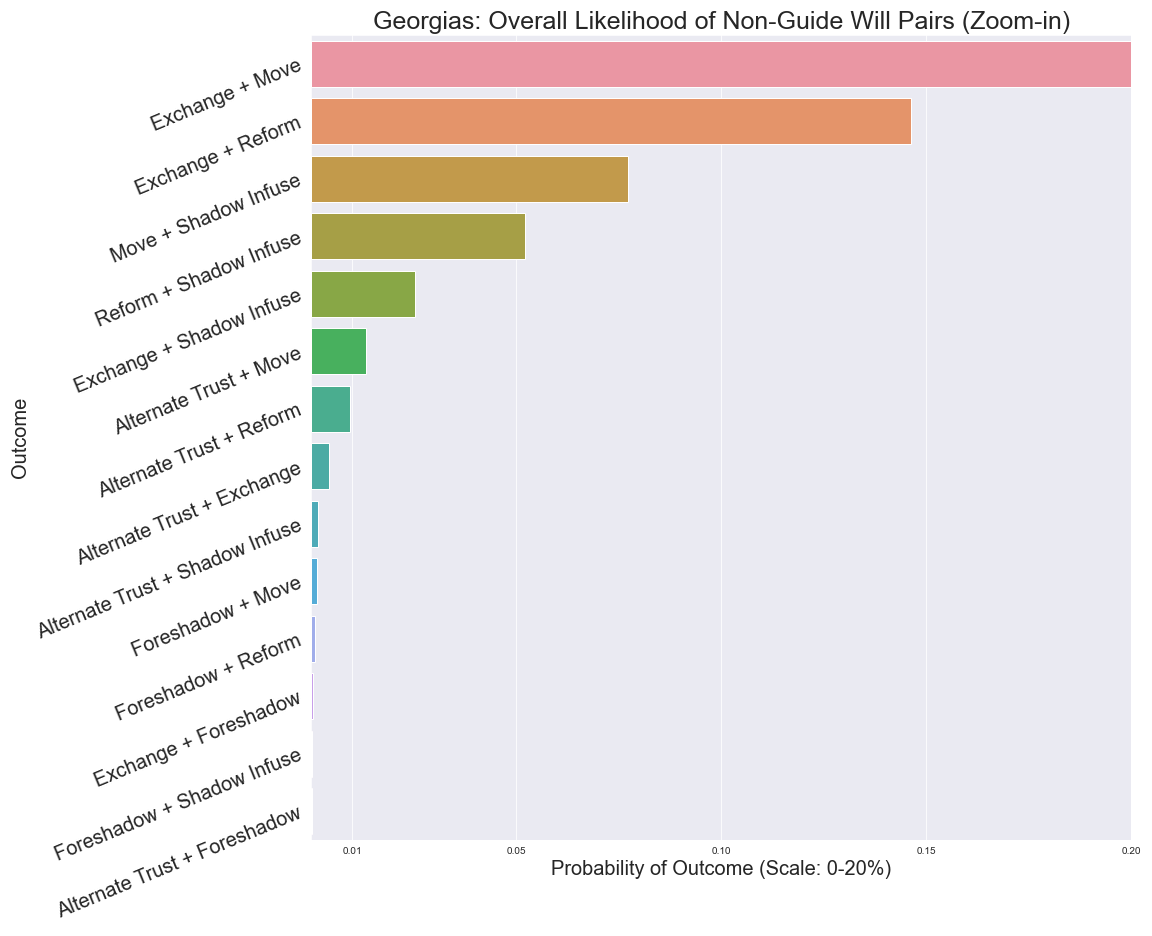 Georgias: Overall Likelihood of Non-Guide Will Pairs (Zoom-in)
Exchange + Move
Exchange + Reform
Move + Shadow Infuse
Reform + Shadow Infuse
Exchange + Shadow Infuse
Alternate Trust + Move
Alternate Trust + Reform
Alternate Trust + Exchange
Alternate Trust + Shadow Infuse
Foreshadow + Move
Foreshadow + Reform
Exchange + Foreshadow
Foreshadow + Shadow Infuse
Alternate Trust + Foreshadow
Outcome
0.01 0.05 0.10 0.15 0.20
Probability of Outcome (Scale: 0-20%)